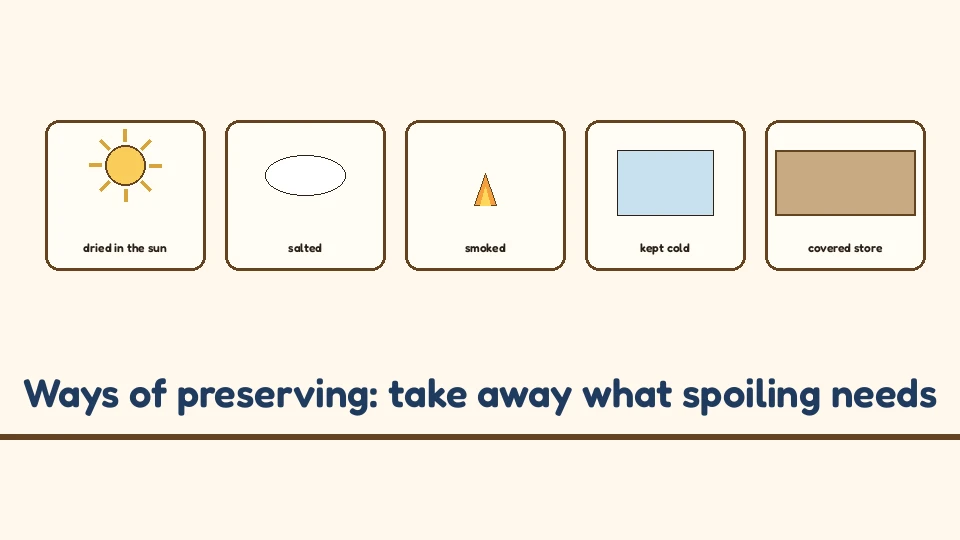 dried in the sun
salted
smoked
kept cold
covered store
Ways of preserving: take away what spoiling needs